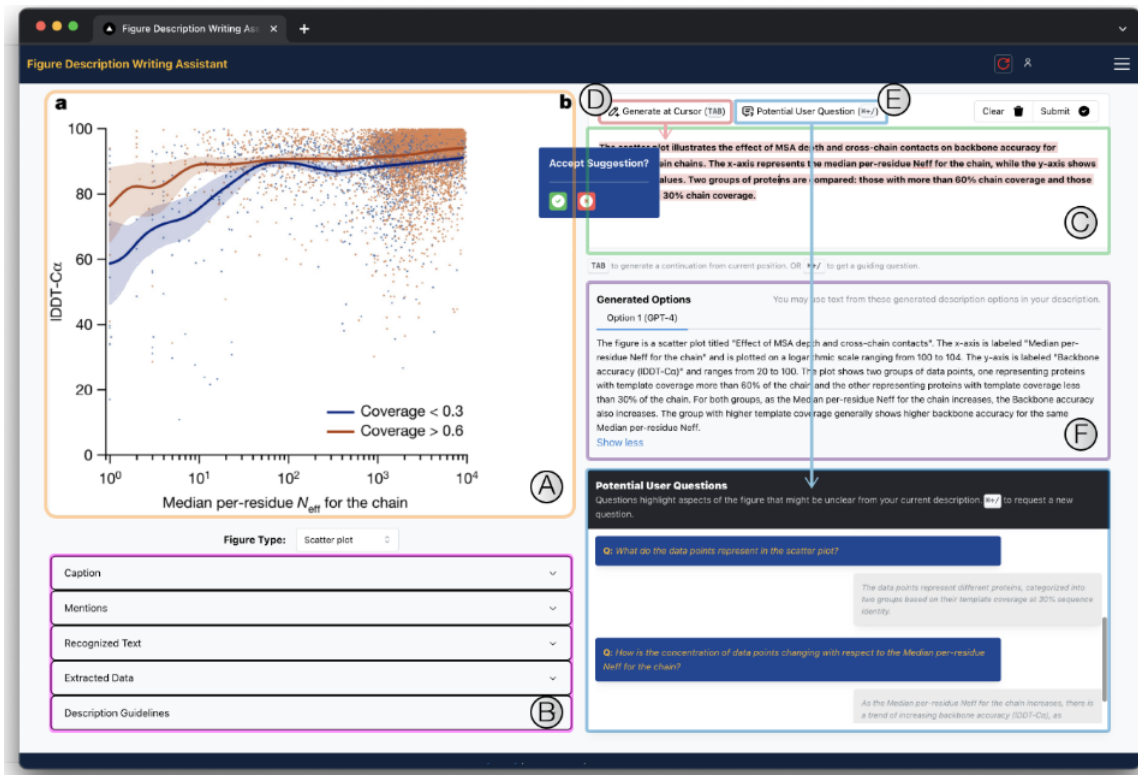 Figure Description Writing As
Figure Description Writing Assistant
a
b
100
80
60
40
20
0
lDDT-Cα
10⁰
10¹
10²
10³
10⁴
Coverage < 0.3
Coverage > 0.6
Median per-residue Neff for the chain
A
Figure Type:
Scatter plot
Caption
Mentions
Recognized Text
Extracted Data
Description Guidelines
B
D
Generate at Cursor (TAB)
Potential User Question (⌘+/)
E
Clear
Submit
The scatter plot illustrates the effect of MSA depth and cross-chain contacts on backbone accuracy for
chains. The x-axis represents the median per-residue Neff for the chain, while the y-axis shows
Two groups of proteins are compared: those with more than 60% chain coverage and those
30% chain coverage.
Accept Suggestion?
C
TAB to generate a continuation from current position. OR ⌘+/ to get a guiding question.
Generated Options
You may use text from these generated description options in your description.
Option 1 (GPT-4)
The figure is a scatter plot titled "Effect of MSA depth and cross-chain contacts". The x-axis is labeled "Median per-
residue Neff for the chain" and is plotted on a logarithmic scale ranging from 100 to 104. The y-axis is labeled "Backbone
accuracy (IDDT-Cα)" and ranges from 20 to 100. The plot shows two groups of data points, one representing proteins
with template coverage more than 60% of the chain and the other representing proteins with template coverage less
than 30% of the chain. For both groups, as the Median per-residue Neff for the chain increases, the Backbone accuracy
also increases. The group with higher template coverage generally shows higher backbone accuracy for the same
Median per-residue Neff.
Show less
F
Potential User Questions
Questions highlight aspects of the figure that might be unclear from your current description ⌘+/ to request a new
question.
Q: What do the data points represent in the scatter plot?
The data points represent different proteins, categorized into
two groups based on their template coverage at 30% sequence
identity.
Q: How is the concentration of data points changing with respect to the Median per-residue
Neff for the chain?
As the Median per-residue Neff for the chain increases, there is
a trend of increasing backbone accuracy (IDDT-Cα), as